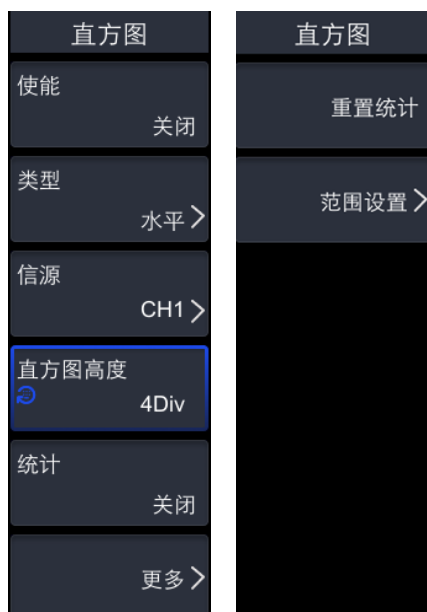 直方图
使能
关闭
类型
水平
信源
CH1
直方图高度
4Div
统计
关闭
更多
直方图
重置统计
范围设置